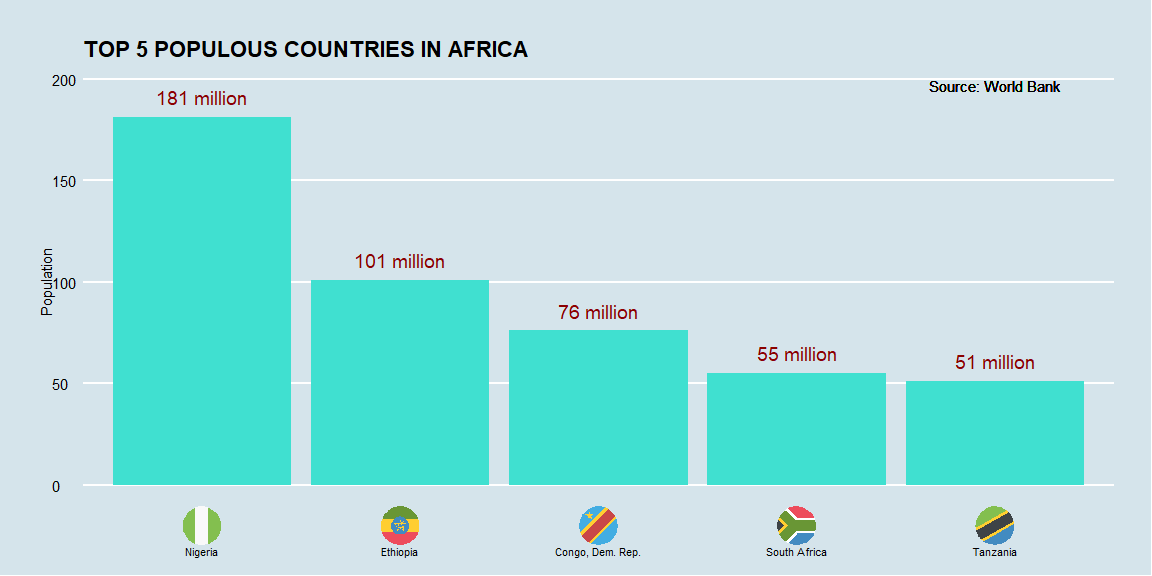 TOP 5 POPULOUS COUNTRIES IN AFRICA
Source: World Bank
Population
200
150
100
50
0
181 million
101 million
76 million
55 million
51 million
Nigeria
Ethiopia
Congo, Dem. Rep.
South Africa
Tanzania